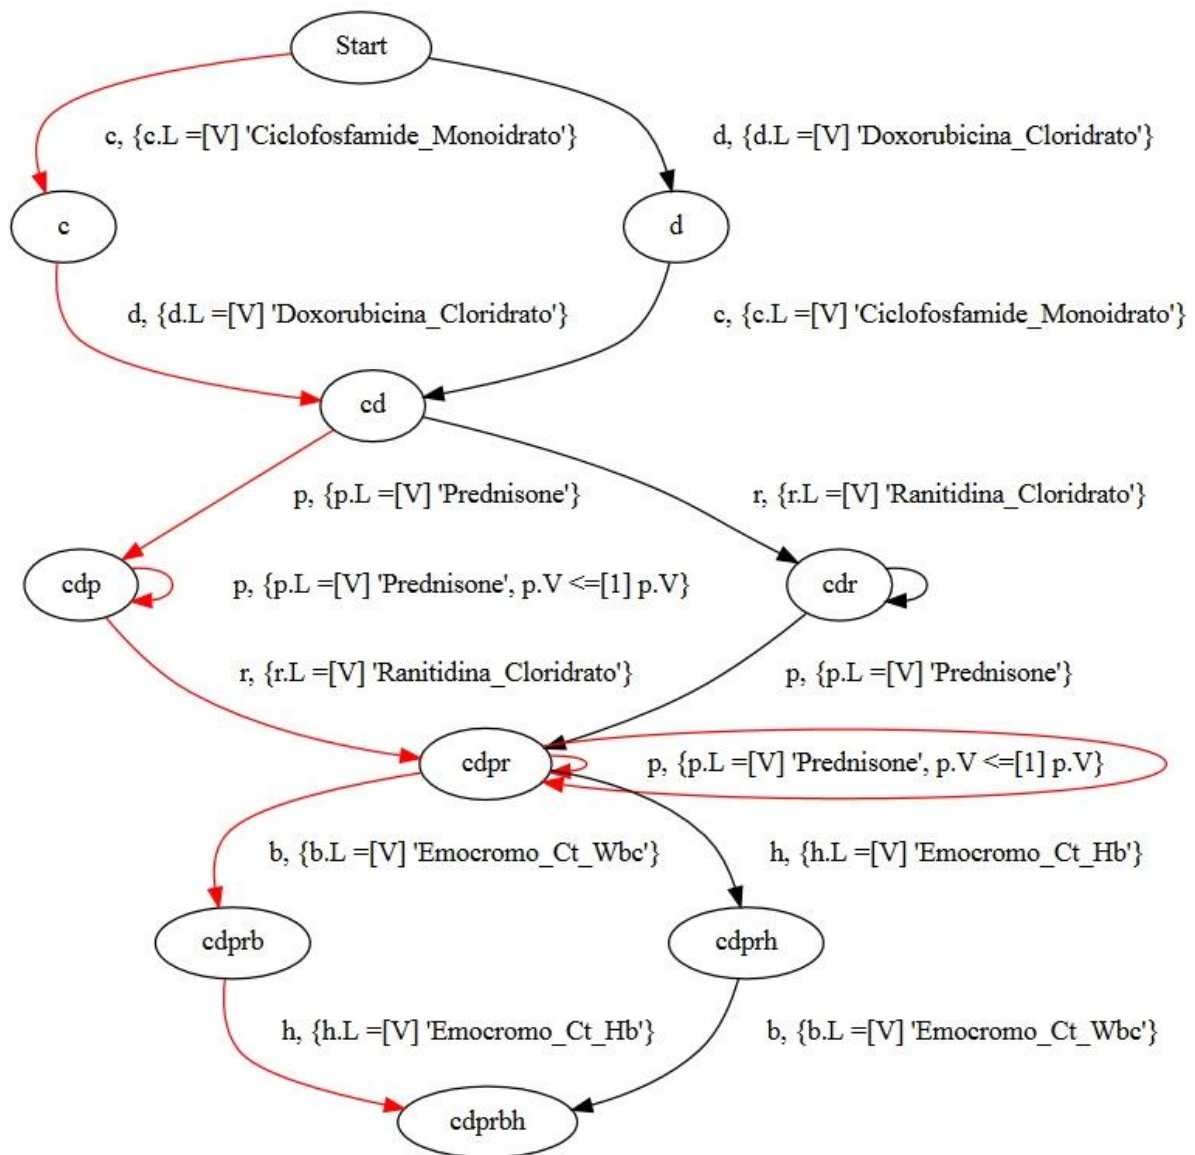 Start
c, {c.L =[V] 'Ciclofosfamide_Monoidrato'}
d, {d.L =[V] 'Doxorubicina_Cloridrato'}
c
d
d, {d.L =[V] 'Doxorubicina_Cloridrato'}
c, {c.L =[V] 'Ciclofosfamide_Monoidrato'}
cd
p, {p.L =[V] 'Prednisone'}
r, {r.L =[V] 'Ranitidina_Cloridrato'}
cdp
p, {p.L =[V] 'Prednisone', p.V <=[1] p.V}
cdr
r, {r.L =[V] 'Ranitidina_Cloridrato'}
p, {p.L =[V] 'Prednisone'}
cdpr
p, {p.L =[V] 'Prednisone', p.V <=[1] p.V}
b, {b.L =[V] 'Emocromo_Ct_Wbc'}
h, {h.L =[V] 'Emocromo_Ct_Hb'}
cdprb
cdprh
h, {h.L =[V] 'Emocromo_Ct_Hb'}
b, {b.L =[V] 'Emocromo_Ct_Wbc'}
cdprbh